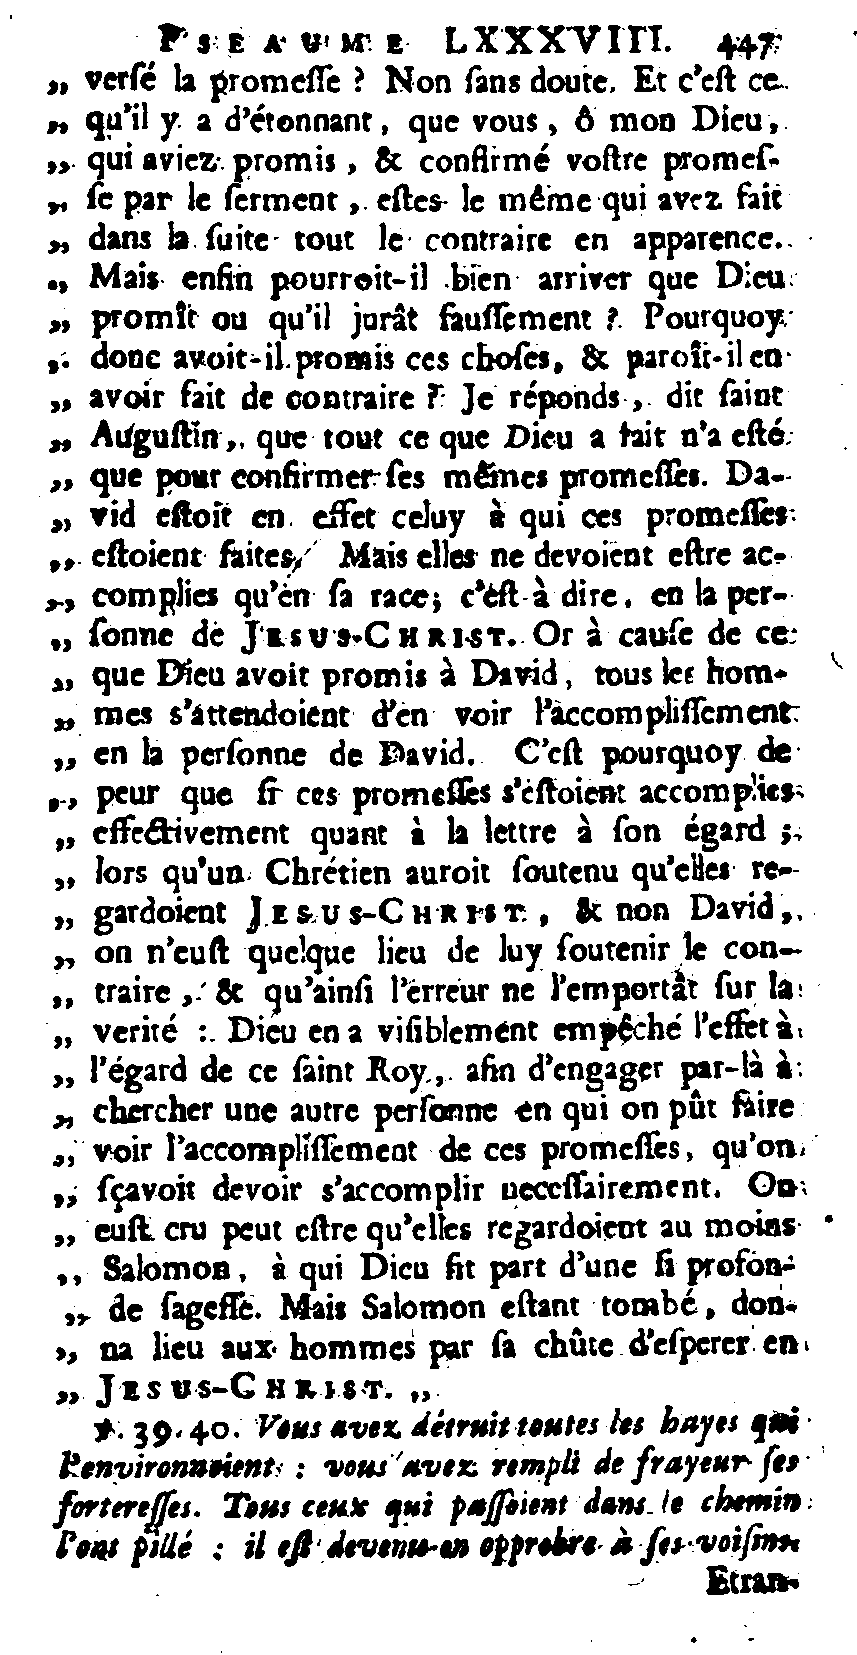 PSEAUME LXXXVIII. 447
„ versé la promesse ? Non sans doute. Et c'est ce
„ qu'il y a d'étonnant, que vous, ô mon Dieu,
„ qui aviez promis, & confirmé vostre promes-
„ se par le serment, estes le même qui avez fait
„ dans la suite tout le contraire en apparence.
„ Mais enfin pourroit-il bien arriver que Dieu
„ promît ou qu'il jurât faussement ? Pourquoy
„ donc avoit-il promis ces choses, & paroît-il en
„ avoir fait de contraire ? Je réponds, dit saint
„ Augustin, que tout ce que Dieu a fait n'a esté
„ que pour confirmer ses mêmes promesses. Da-
„ vid estoit en effet celuy à qui ces promesses
„ estoient faites, Mais elles ne devoient estre ac-
„ complies qu'en sa race; c'est à dire, en la per-
„ sonne de JESUS-CHRIST. Or à cause de ce
„ que Dieu avoit promis à David, tous les hom-
„ mes s'attendoient d'en voir l'accomplissement
„ en la personne de David. C'est pourquoy de
„ peur que si ces promesses s'estoient accomplies
„ effectivement quant à la lettre à son égard ;
„ lors qu'un Chrétien auroit soutenu qu'elles re-
„ gardoient JESUS-CHRIST, & non David,
„ on n'eust quelque lieu de luy soutenir le con-
„ traire, & qu'ainsi l'erreur ne l'emportât sur la
„ verité : Dieu en a visiblement empêché l'effet à
„ l'égard de ce saint Roy, afin d'engager par-là à
„ chercher une autre personne en qui on pût faire
„ voir l'accomplissement de ces promesses, qu'on
„ sçavoit devoir s'accomplir necessairement. On
„ eust cru peut estre qu'elles regardoient au moins
„ Salomon, à qui Dieu fit part d'une si profon-
„ de sagesse. Mais Salomon estant tombé, don-
„ na lieu aux hommes par sa chûte d'esperer en
„ JESUS-CHRIST. „
℣. 39. 40. Vous avez détruit toutes les hayes qui
l'environnoient : vous avez rempli de frayeur ses
forteresses. Tous ceux qui passoient dans le chemin
l'ont pillé : il est devenu en opprobre à ses voisins.
Etran-